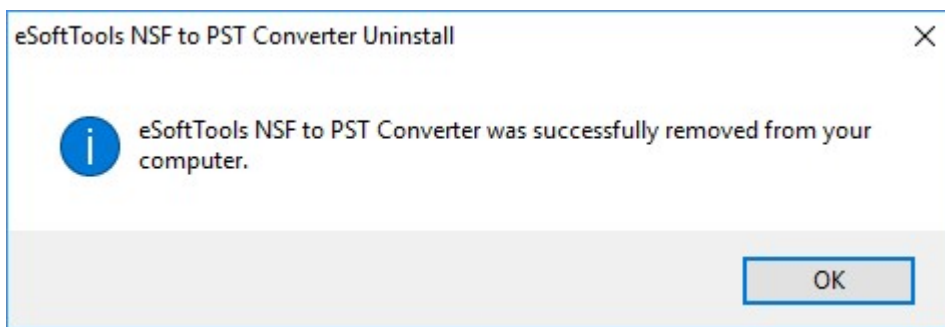 eSoftTools NSF to PST Converter Uninstall
eSoftTools NSF to PST Converter was successfully removed from your
computer.
OK